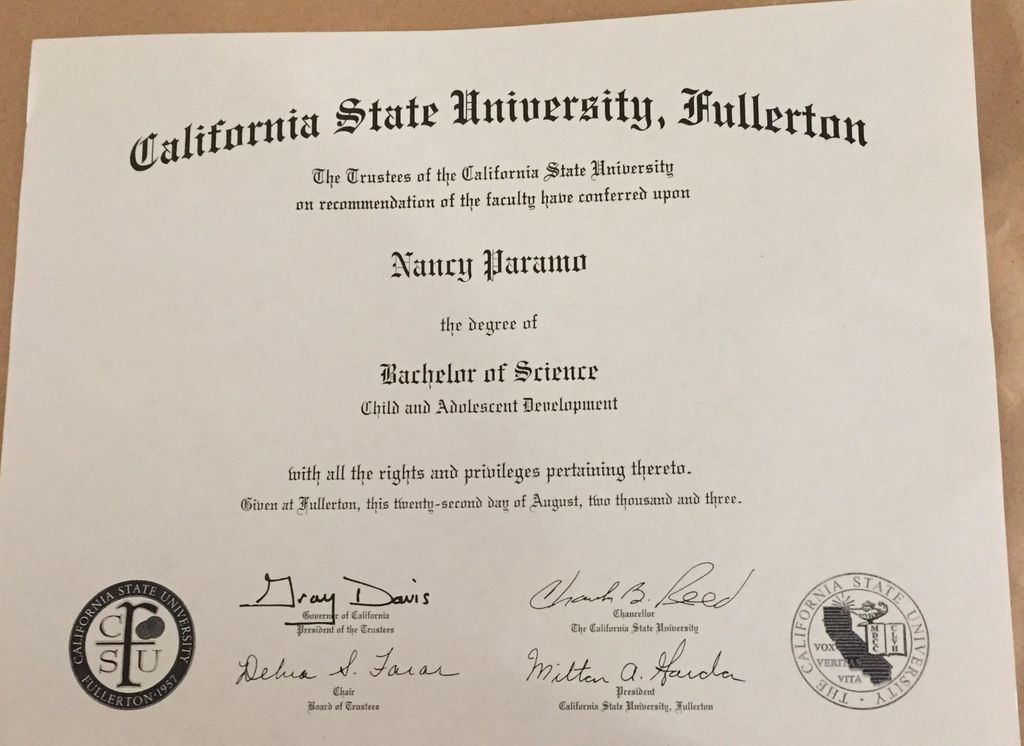 California State University, Fullerton
The Trustees of the California State University
on recommendation of the faculty have conferred upon
Nancy Paramo
the degree of
Bachelor of Science
Child and Adolescent Development
with all the rights and privileges pertaining thereto.
Given at Fullerton, this twenty-second day of August, two thousand and three.
Gray Davis
Governor of California
President of the Trustees
Charles B. Reed
Chancellor
The California State University
Debra S. Farar
Chair
Board of Trustees
Milton A. Gordon
President
California State University, Fullerton
CALIFORNIA STATE UNIVERSITY
FULLERTON · 1957
C F
S U
THE CALIFORNIA STATE UNIVERSITY
VOX
VERITAS
VITA
MDCCCLVII